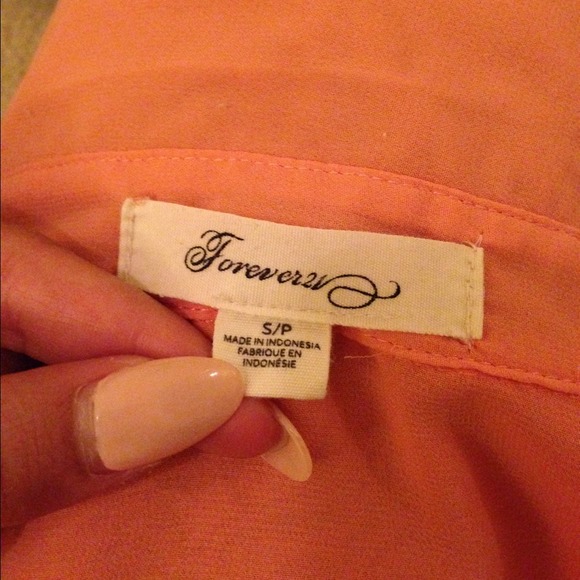 Forever21
S/P
MADE IN INDONESIA
FABRIQUE EN
INDONÉSIE